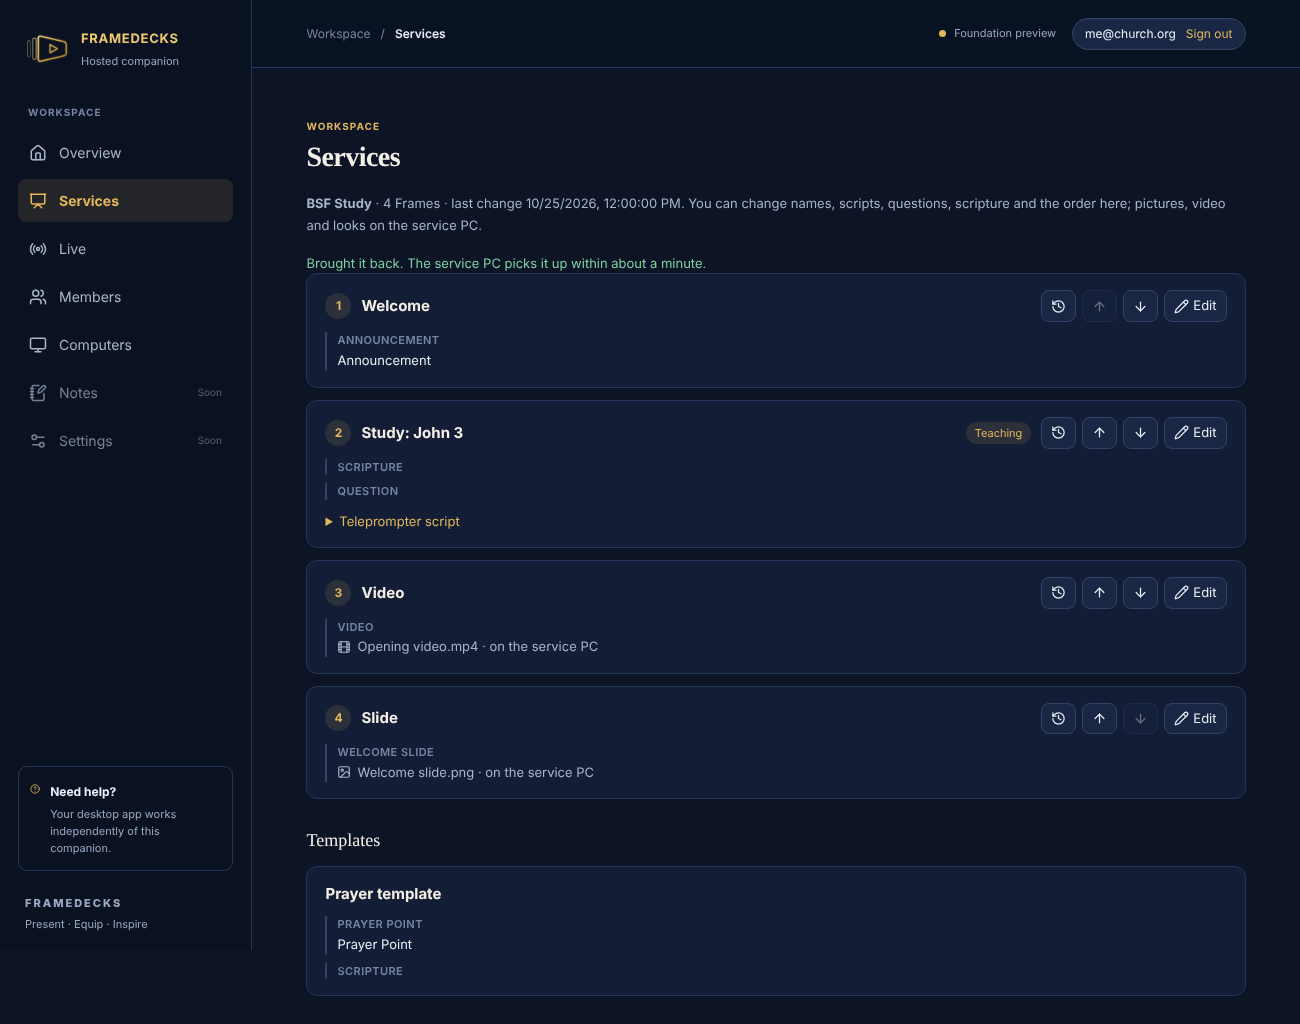 FRAMEDECKS
Hosted companion
WORKSPACE
Overview
Services
Live
Members
Computers
Notes Soon
Settings Soon
Need help?
Your desktop app works
independently of this
companion.
FRAMEDECKS
Present · Equip · Inspire
Workspace / Services
Foundation preview
me@church.org Sign out
WORKSPACE
Services
BSF Study · 4 Frames · last change 10/25/2026, 12:00:00 PM. You can change names, scripts, questions, scripture and the order here; pictures, video
and looks on the service PC.
Brought it back. The service PC picks it up within about a minute.
1 Welcome Edit
ANNOUNCEMENT
Announcement
2 Study: John 3 Teaching Edit
SCRIPTURE
QUESTION
Teleprompter script
3 Video Edit
VIDEO
Opening video.mp4 · on the service PC
4 Slide Edit
WELCOME SLIDE
Welcome slide.png · on the service PC
Templates
Prayer template
PRAYER POINT
Prayer Point
SCRIPTURE